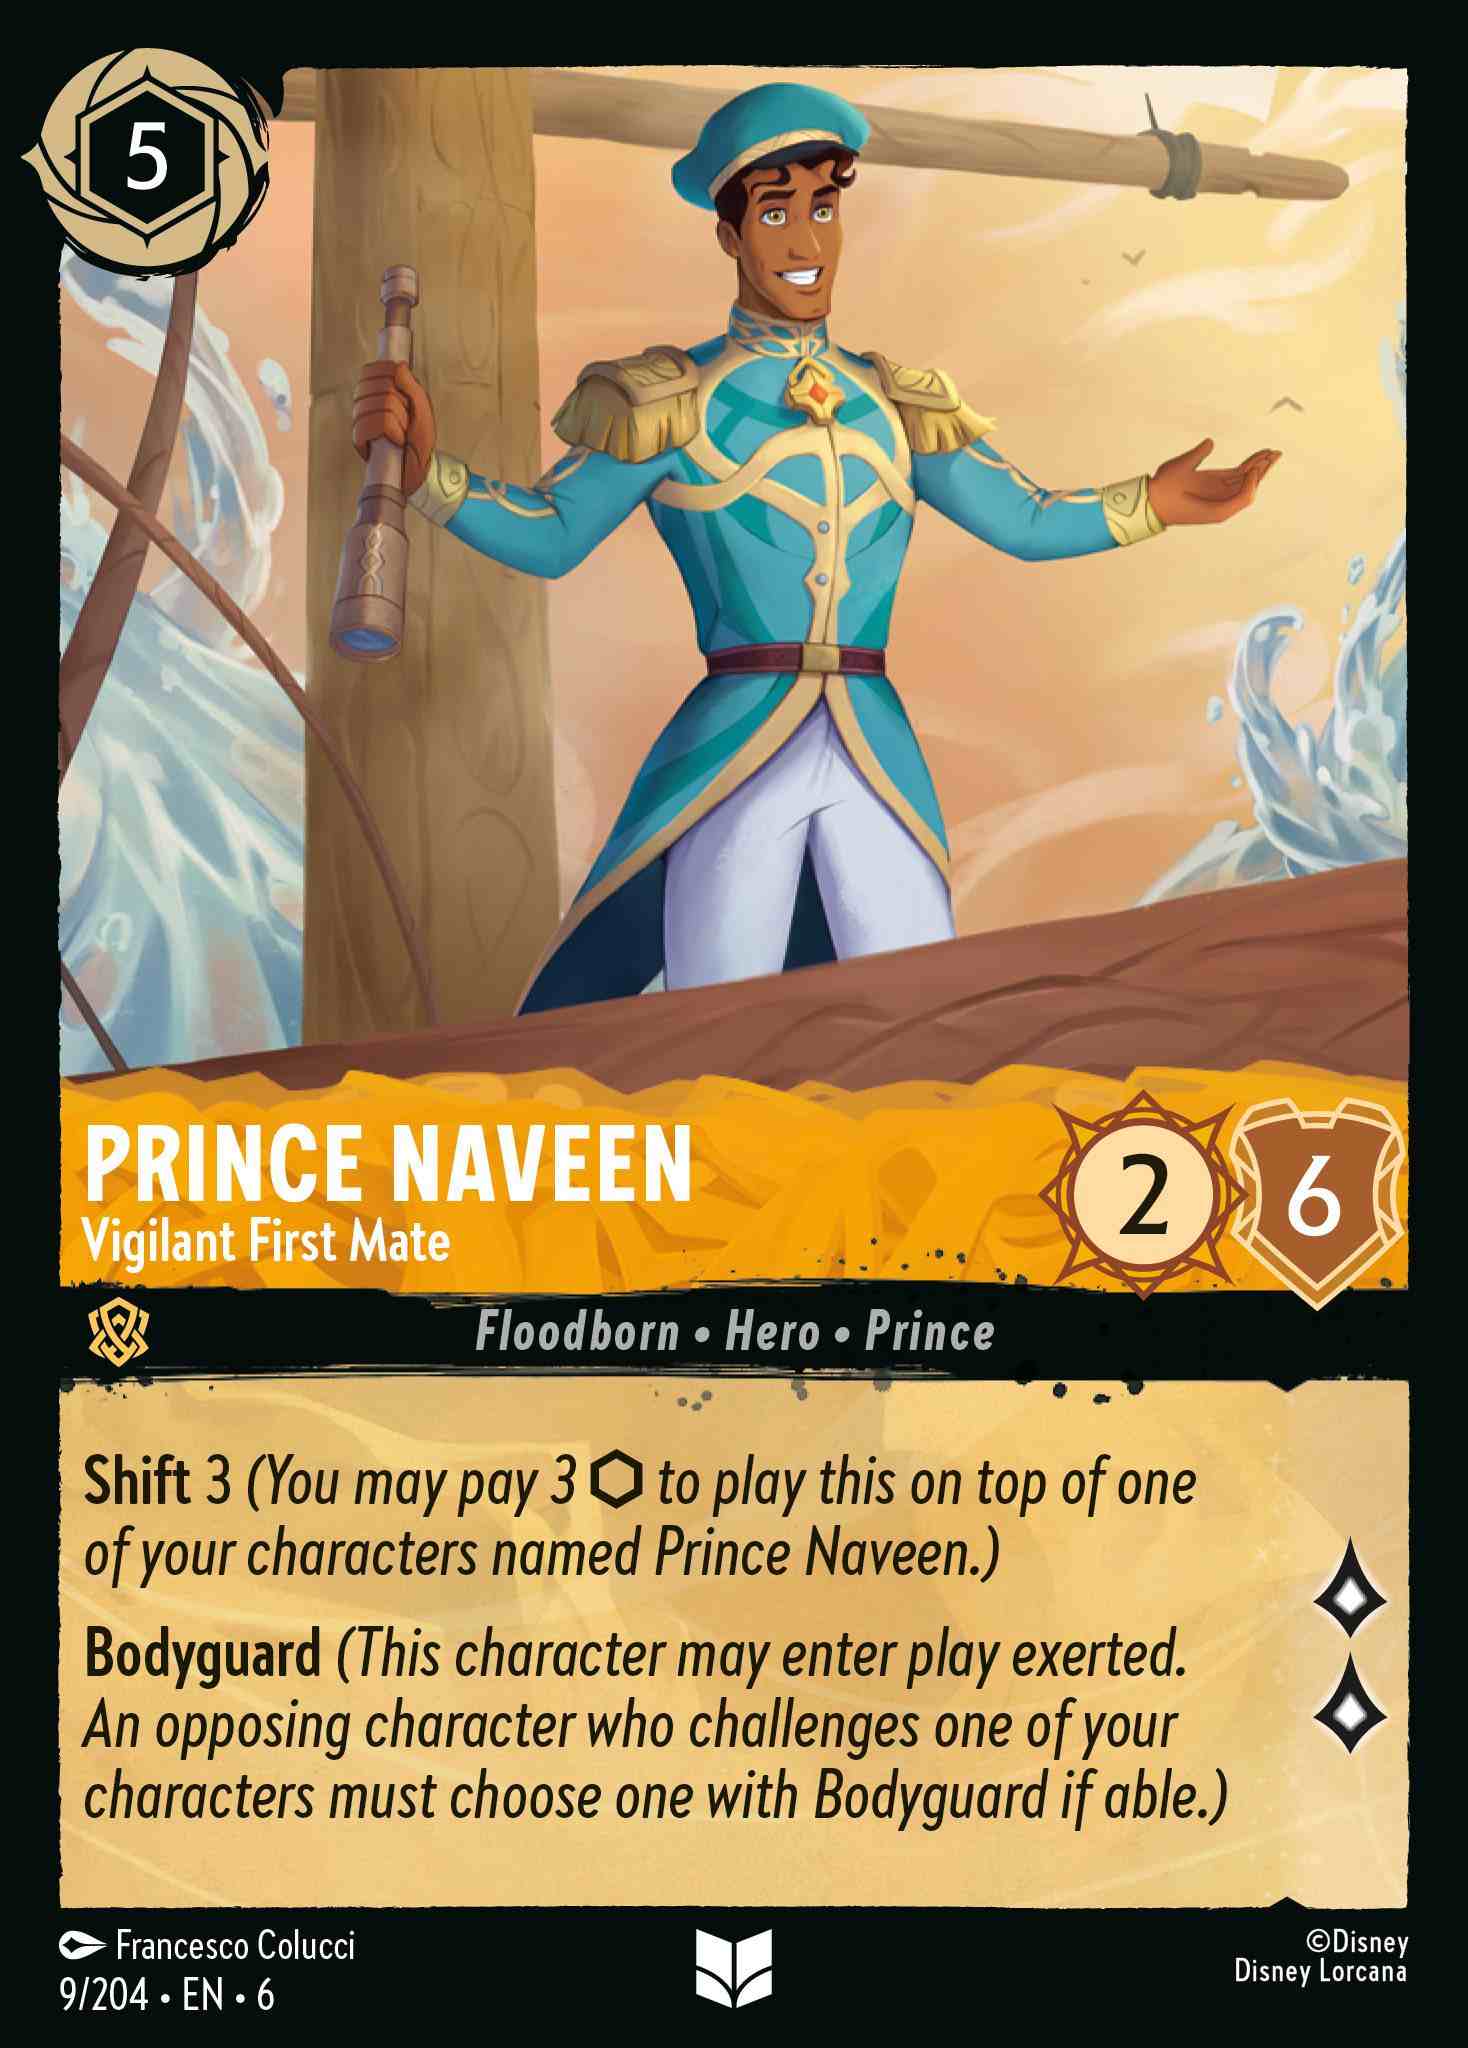 5
PRINCE NAVEEN
Vigilant First Mate
2
6
Floodborn • Hero • Prince
Shift 3 (You may pay 3 ⬡ to play this on top of one
of your characters named Prince Naveen.)
Bodyguard (This character may enter play exerted.
An opposing character who challenges one of your
characters must choose one with Bodyguard if able.)
Francesco Colucci
9/204 • EN • 6
©Disney
Disney Lorcana